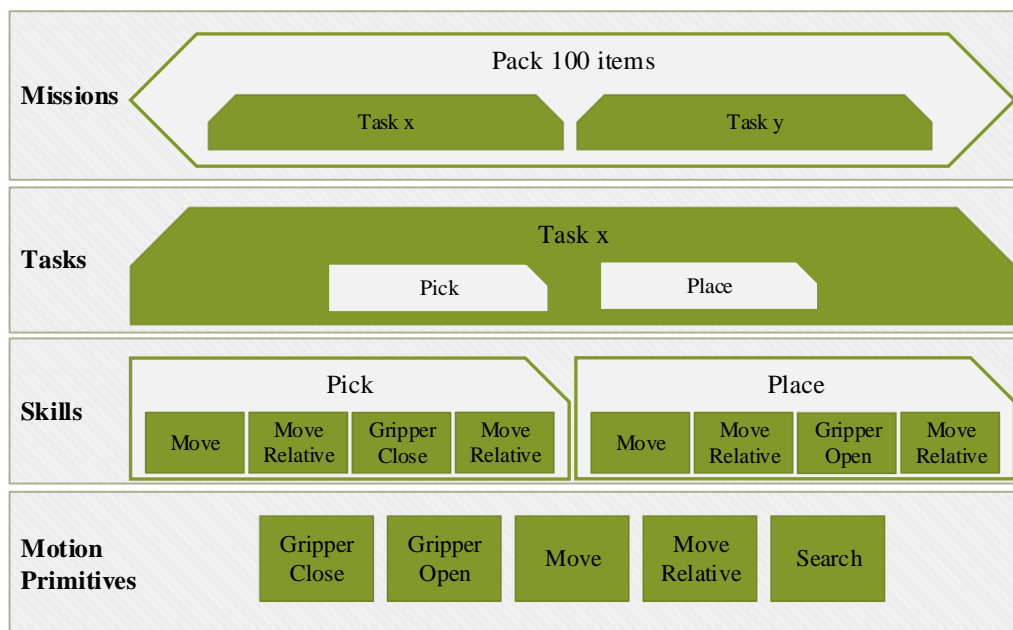 Missions
Pack 100 items
Task x
Task y
Tasks
Task x
Pick
Place
Skills
Pick
Move
Move
Relative
Gripper
Close
Move
Relative
Place
Move
Move
Relative
Gripper
Open
Move
Relative
Motion
Primitives
Gripper
Close
Gripper
Open
Move
Move
Relative
Search